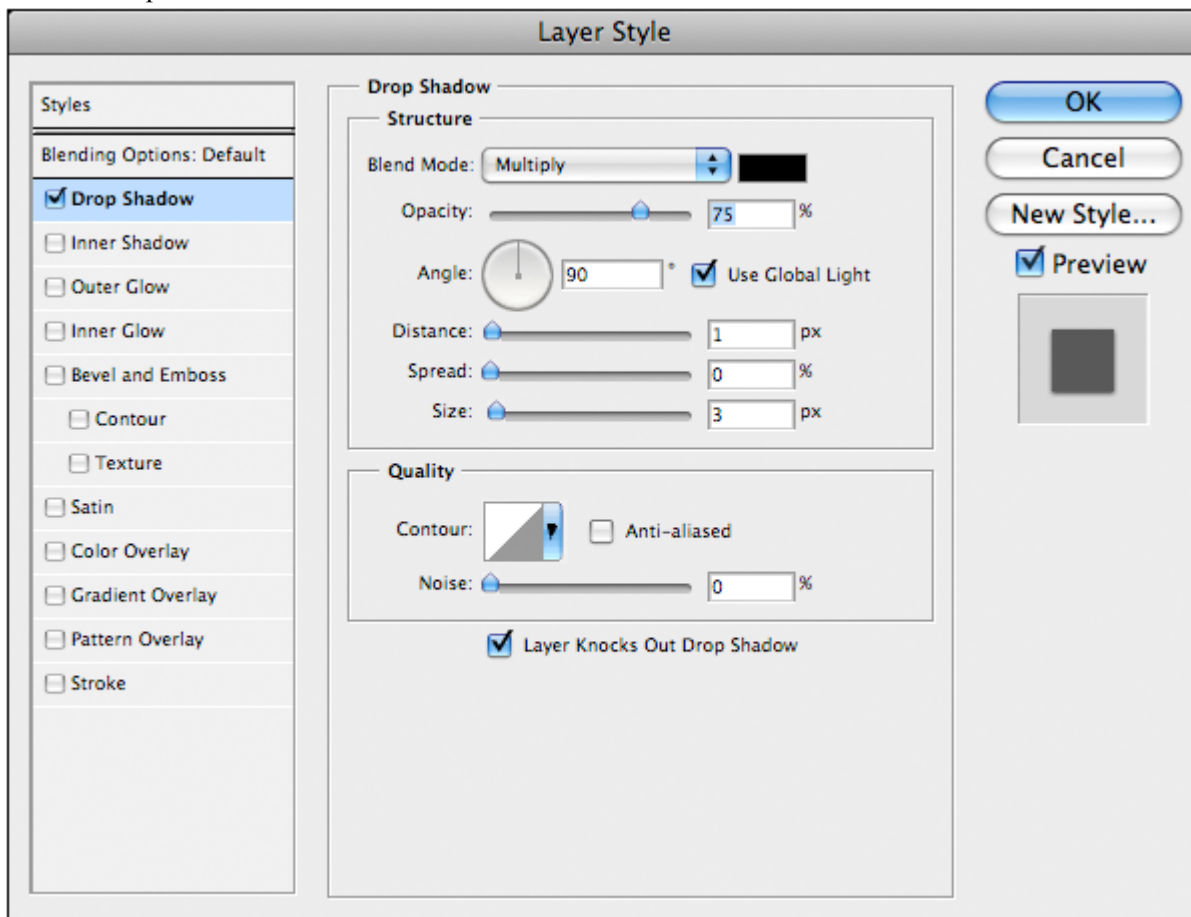 Layer Style
Styles
Blending Options: Default
Drop Shadow
Inner Shadow
Outer Glow
Inner Glow
Bevel and Emboss
Contour
Texture
Satin
Color Overlay
Gradient Overlay
Pattern Overlay
Stroke
Drop Shadow
Structure
Blend Mode: Multiply
Opacity: 75 %
Angle: 90 ° Use Global Light
Distance: 1 px
Spread: 0 %
Size: 3 px
Quality
Contour: Anti-aliased
Noise: 0 %
Layer Knocks Out Drop Shadow
OK
Cancel
New Style...
Preview